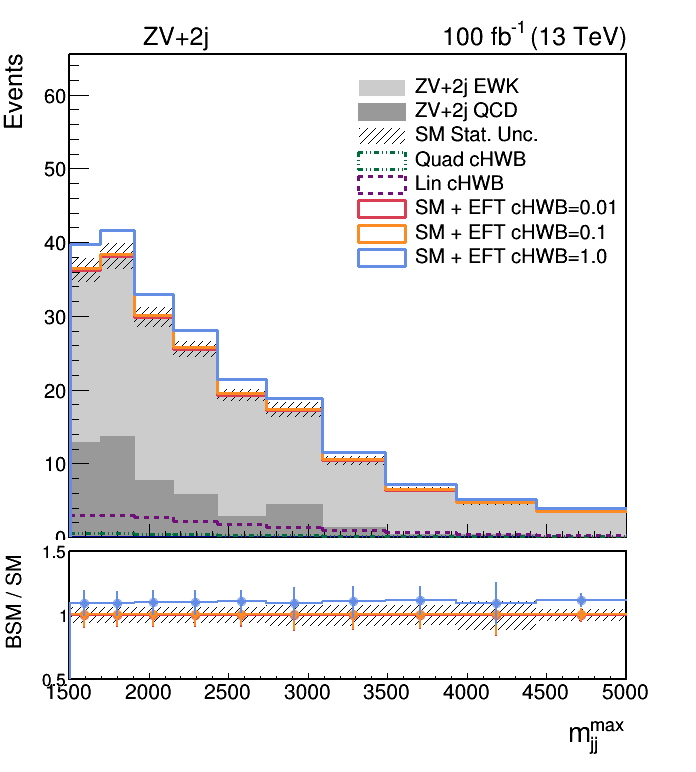 ZV+2j 100 fb⁻¹ (13 TeV)
Events
60
50
40
30
20
10
0
ZV+2j EWK
ZV+2j QCD
SM Stat. Unc.
Quad cHWB
Lin cHWB
SM + EFT cHWB=0.01
SM + EFT cHWB=0.1
SM + EFT cHWB=1.0
BSM / SM
1.5
1
0.5
1500 2000 2500 3000 3500 4000 4500 5000
m_jj^max